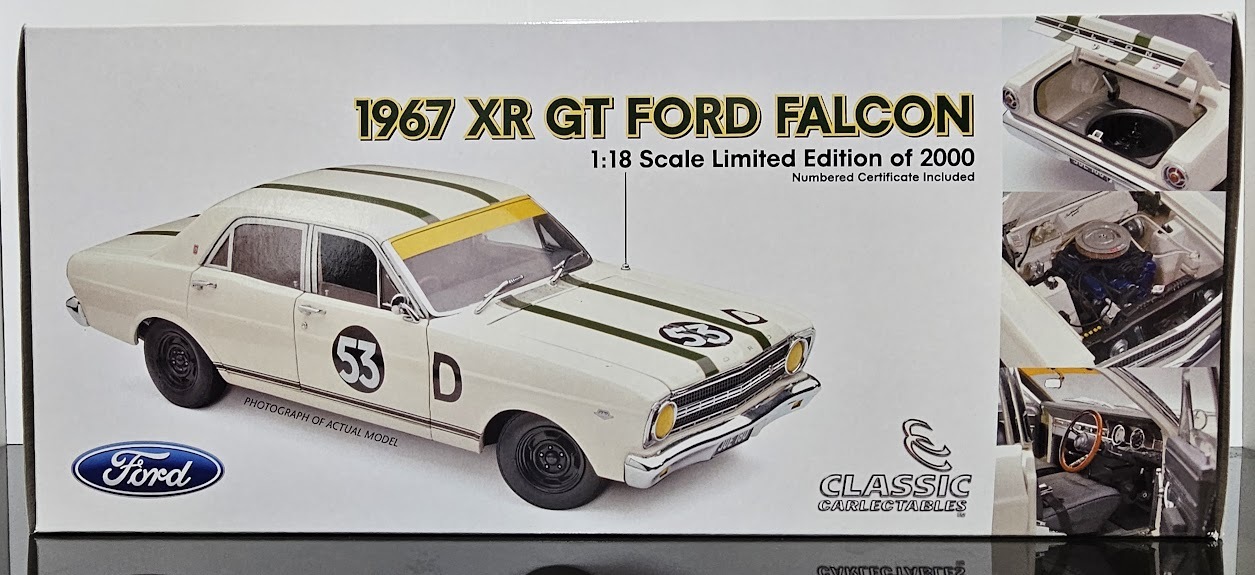 1967 XR GT FORD FALCON
1:18 Scale Limited Edition of 2000
Numbered Certificate Included
FALCON
53
D
53
D
PHOTOGRAPH OF ACTUAL MODEL
Ford
CLASSIC
CARLECTABLES